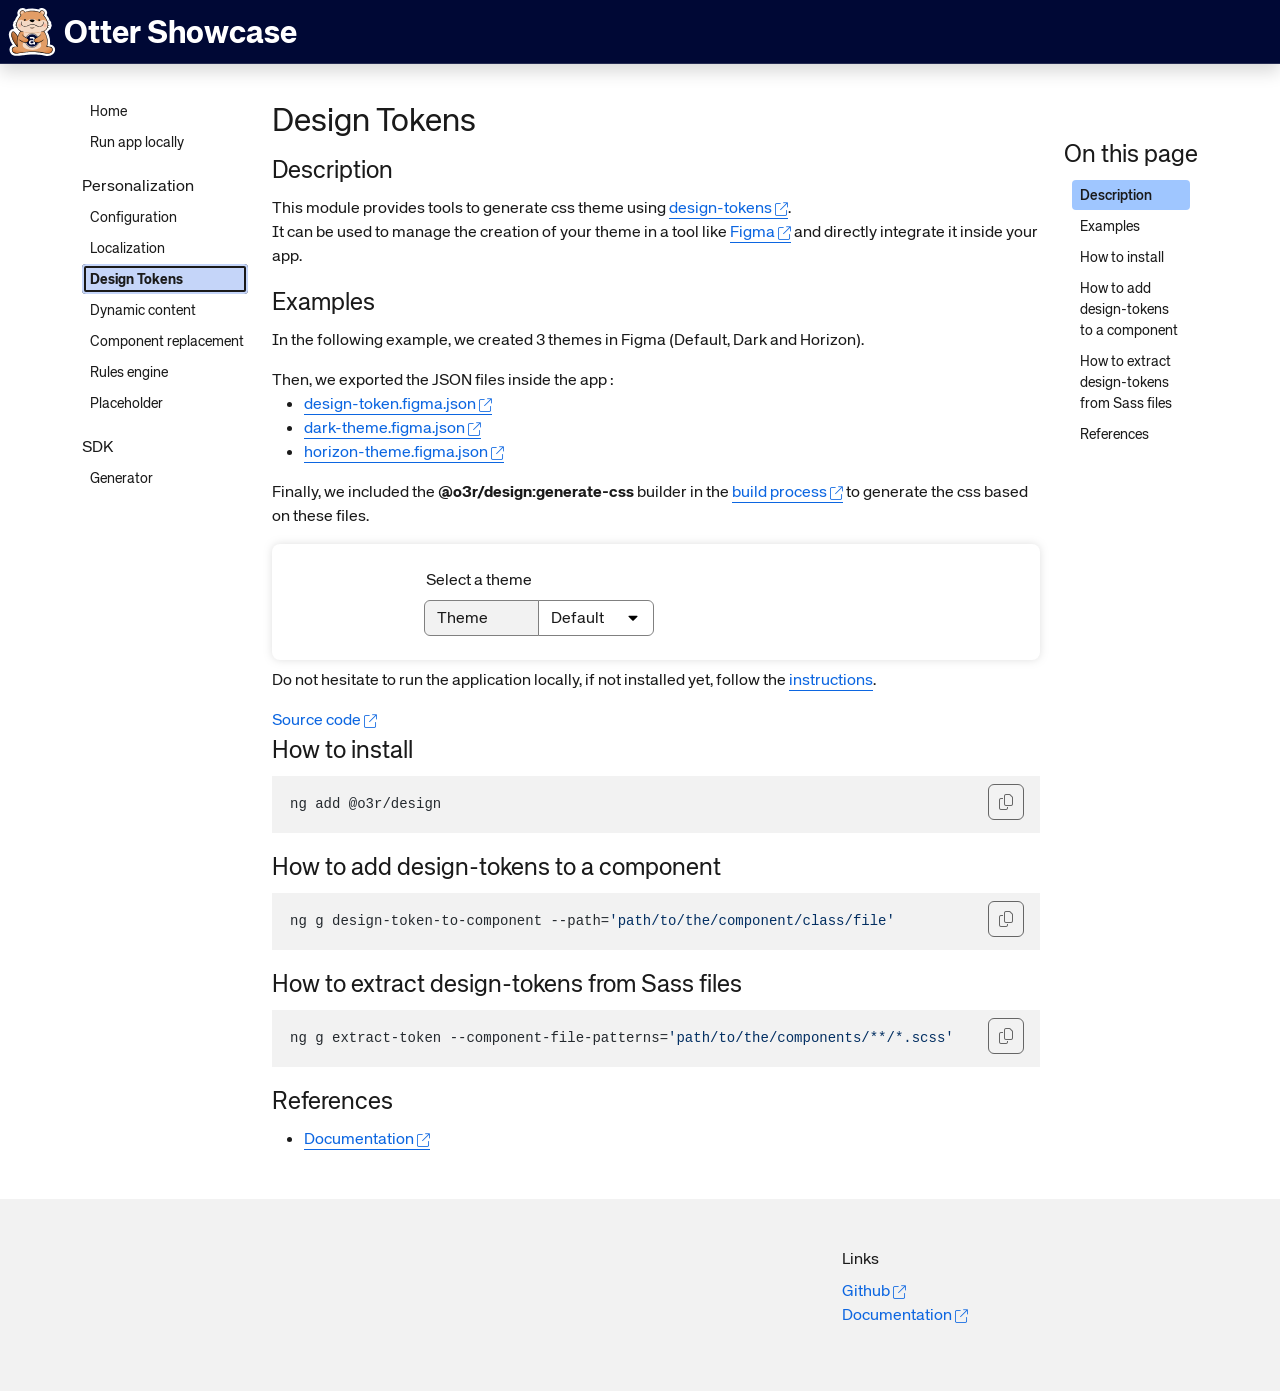 Otter Showcase
Home
Run app locally
Personalization
Configuration
Localization
Design Tokens
Dynamic content
Component replacement
Rules engine
Placeholder
SDK
Generator
Design Tokens
Description
This module provides tools to generate css theme using design-tokens.
It can be used to manage the creation of your theme in a tool like Figma and directly integrate it inside your
app.
Examples
In the following example, we created 3 themes in Figma (Default, Dark and Horizon).
Then, we exported the JSON files inside the app :
design-token.figma.json
dark-theme.figma.json
horizon-theme.figma.json
Finally, we included the @o3r/design:generate-css builder in the build process to generate the css based
on these files.
Select a theme
Theme Default
Do not hesitate to run the application locally, if not installed yet, follow the instructions.
Source code
How to install
ng add @o3r/design
How to add design-tokens to a component
ng g design-token-to-component --path='path/to/the/component/class/file'
How to extract design-tokens from Sass files
ng g extract-token --component-file-patterns='path/to/the/components/**/*.scss'
References
Documentation
On this page
Description
Examples
How to install
How to add
design-tokens
to a component
How to extract
design-tokens
from Sass files
References
Links
Github
Documentation